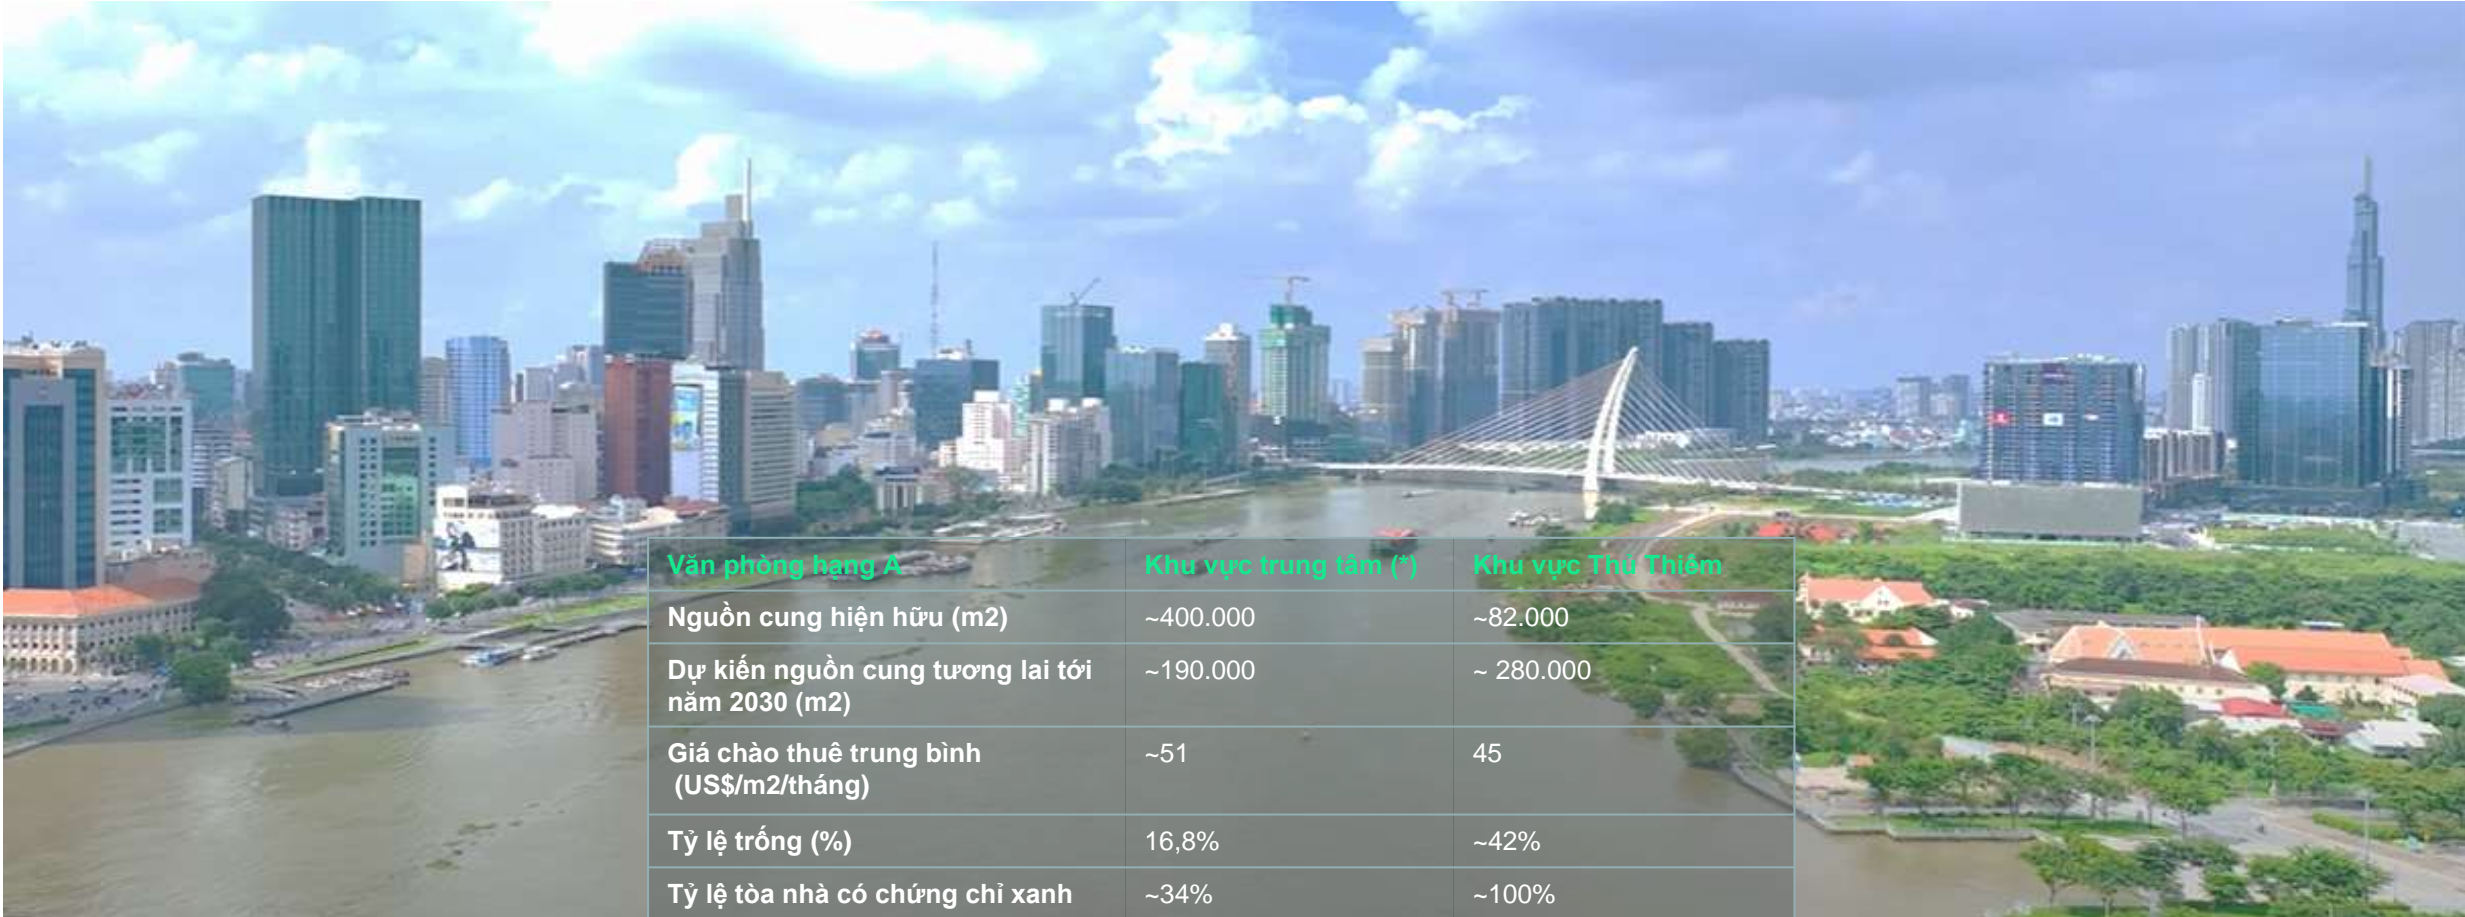 Văn phòng hạng A Khu vực trung tâm (*) Khu vực Thủ Thiêm
Nguồn cung hiện hữu (m2) ~400.000 ~82.000
Dự kiến nguồn cung tương lai tới ~190.000 ~ 280.000
năm 2030 (m2)
Giá chào thuê trung bình ~51 45
(US$/m2/tháng)
Tỷ lệ trống (%) 16,8% ~42%
Tỷ lệ tòa nhà có chứng chỉ xanh ~34% ~100%